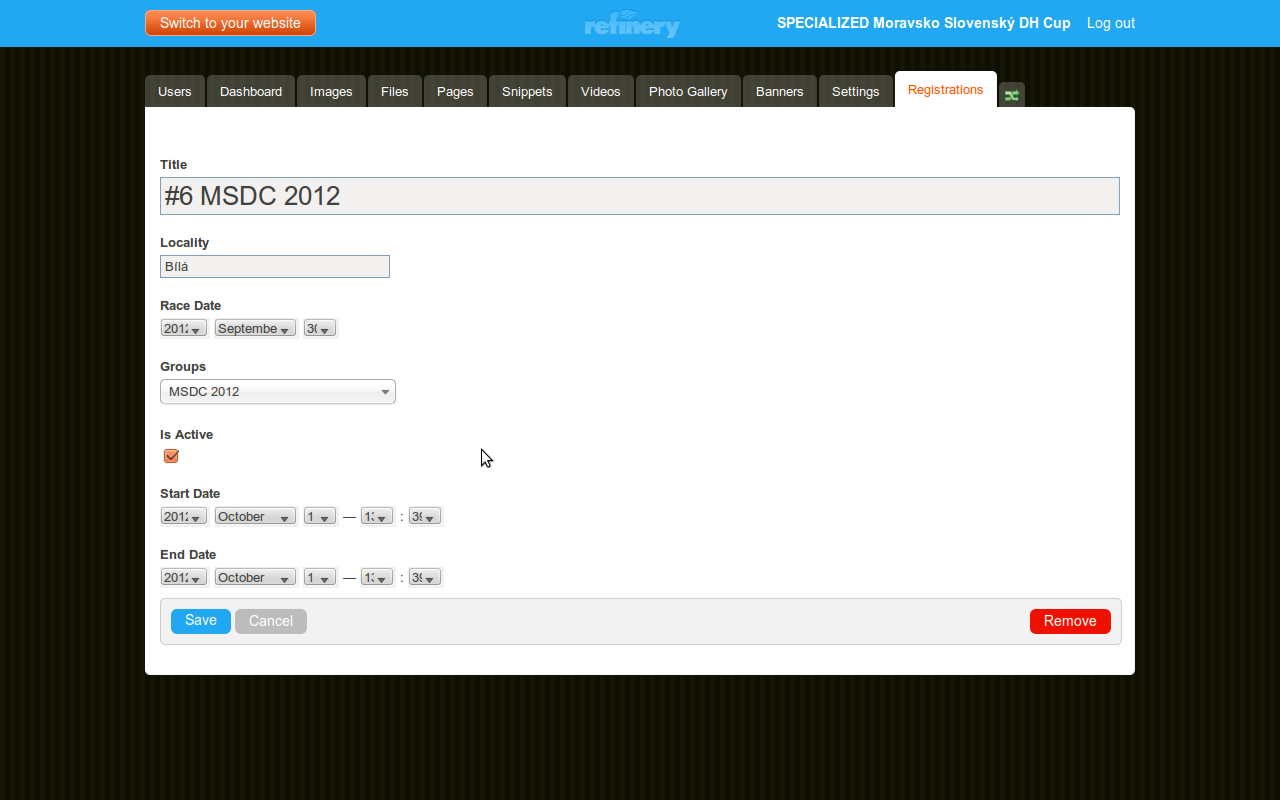 Switch to your website
refinery
SPECIALIZED Moravsko Slovenský DH Cup Log out
Users Dashboard Images Files Pages Snippets Videos Photo Gallery Banners Settings Registrations
Title
#6 MSDC 2012
Locality
Bílá
Race Date
2012 Septembe 30
Groups
MSDC 2012
Is Active
Start Date
2012 October 1 — 13 : 39
End Date
2012 October 1 — 13 : 39
Save Cancel Remove